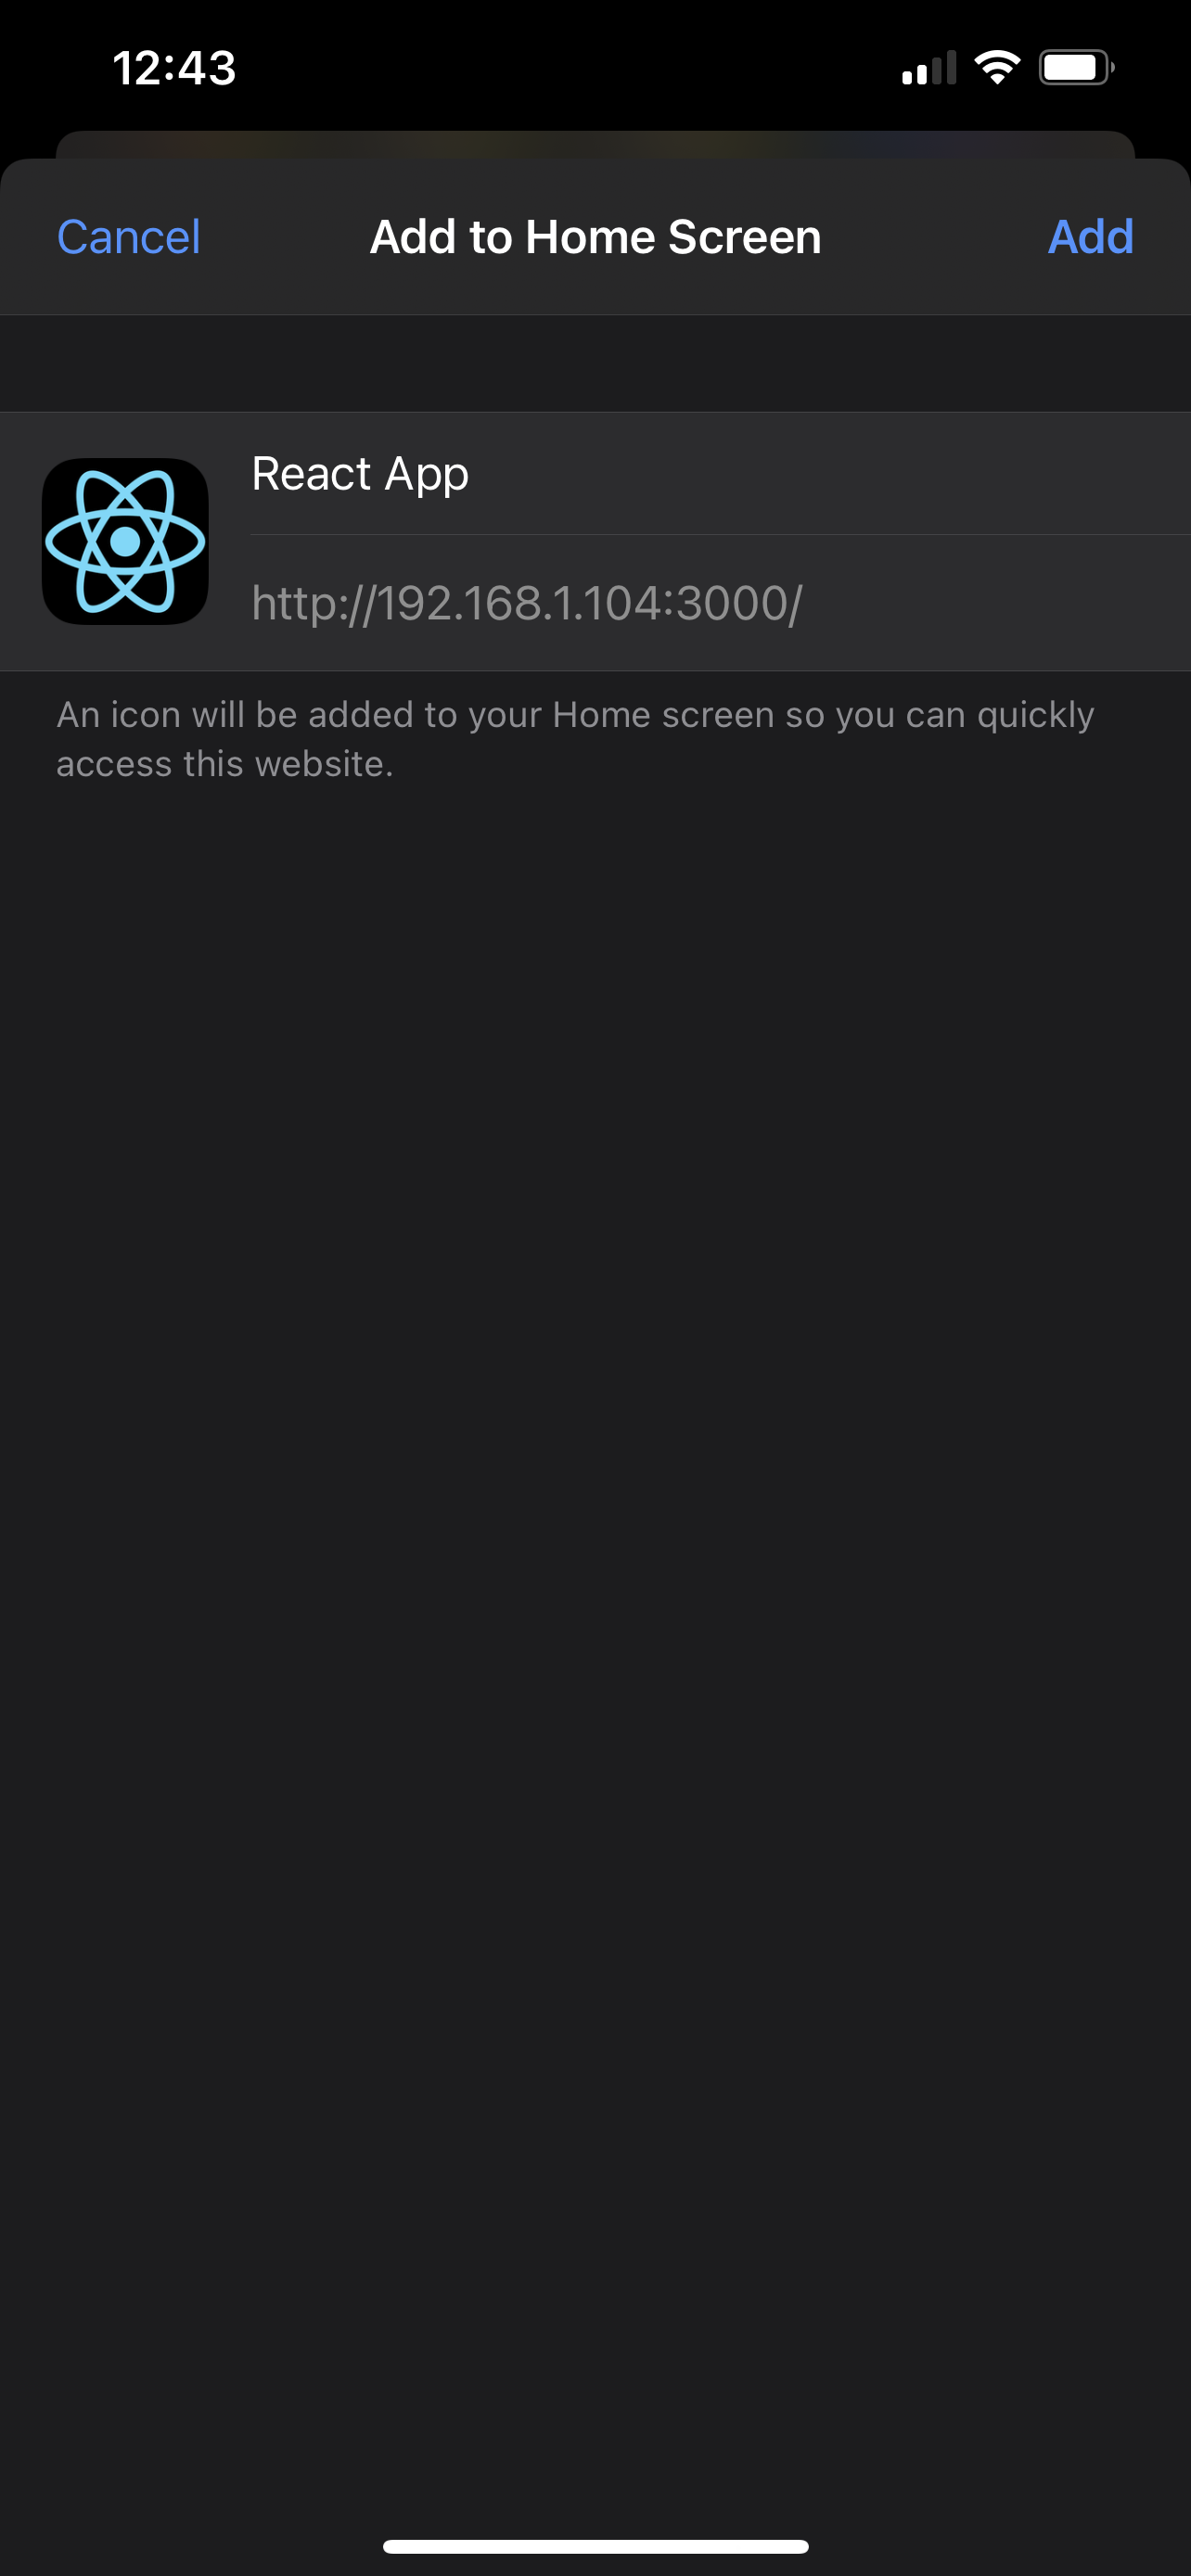 12:43
Cancel
Add to Home Screen
Add
React App
http://192.168.1.104:3000/
An icon will be added to your Home screen so you can quickly
access this website.